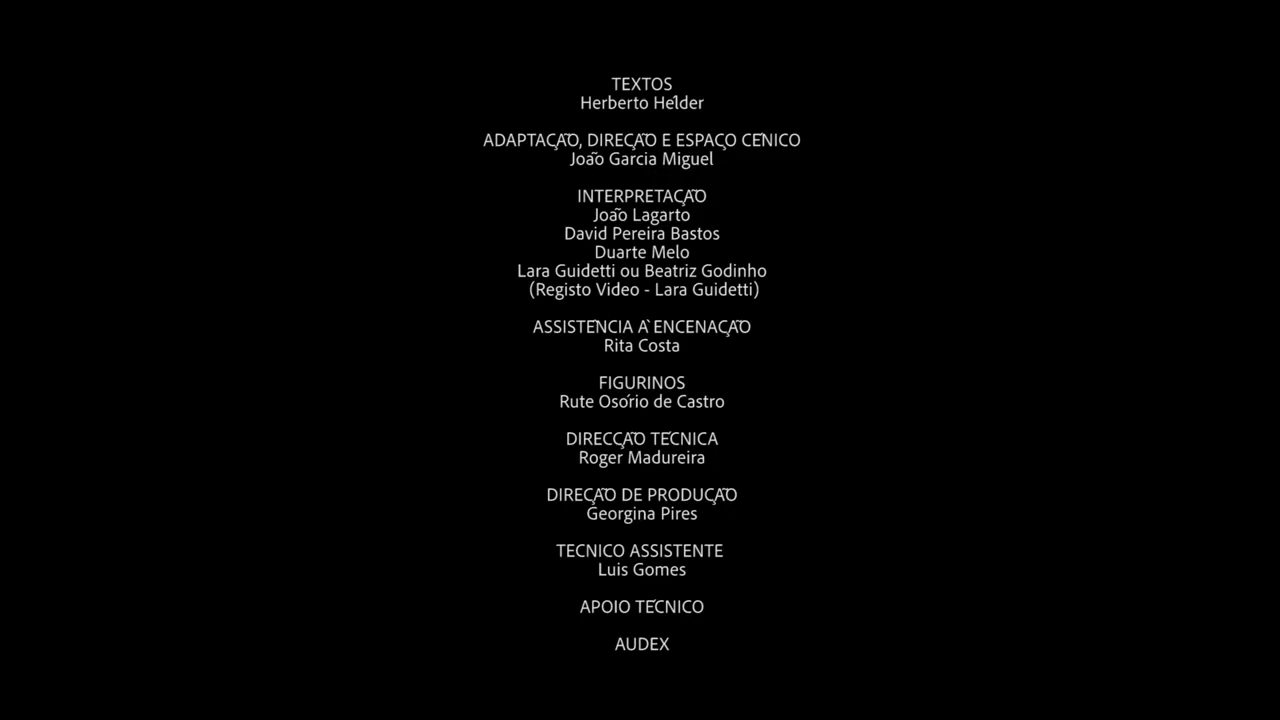 TEXTOS
Herberto Hélder
ADAPTAÇÃO, DIREÇÃO E ESPAÇO CÉNICO
João Garcia Miguel
INTERPRETAÇÃO
João Lagarto
David Pereira Bastos
Duarte Melo
Lara Guidetti ou Beatriz Godinho
(Registo Video - Lara Guidetti)
ASSISTÊNCIA À ENCENAÇÃO
Rita Costa
FIGURINOS
Rute Osório de Castro
DIRECÇÃO TÉCNICA
Roger Madureira
DIREÇÃO DE PRODUÇÃO
Georgina Pires
TECNICO ASSISTENTE
Luis Gomes
APOIO TÉCNICO
AUDEX